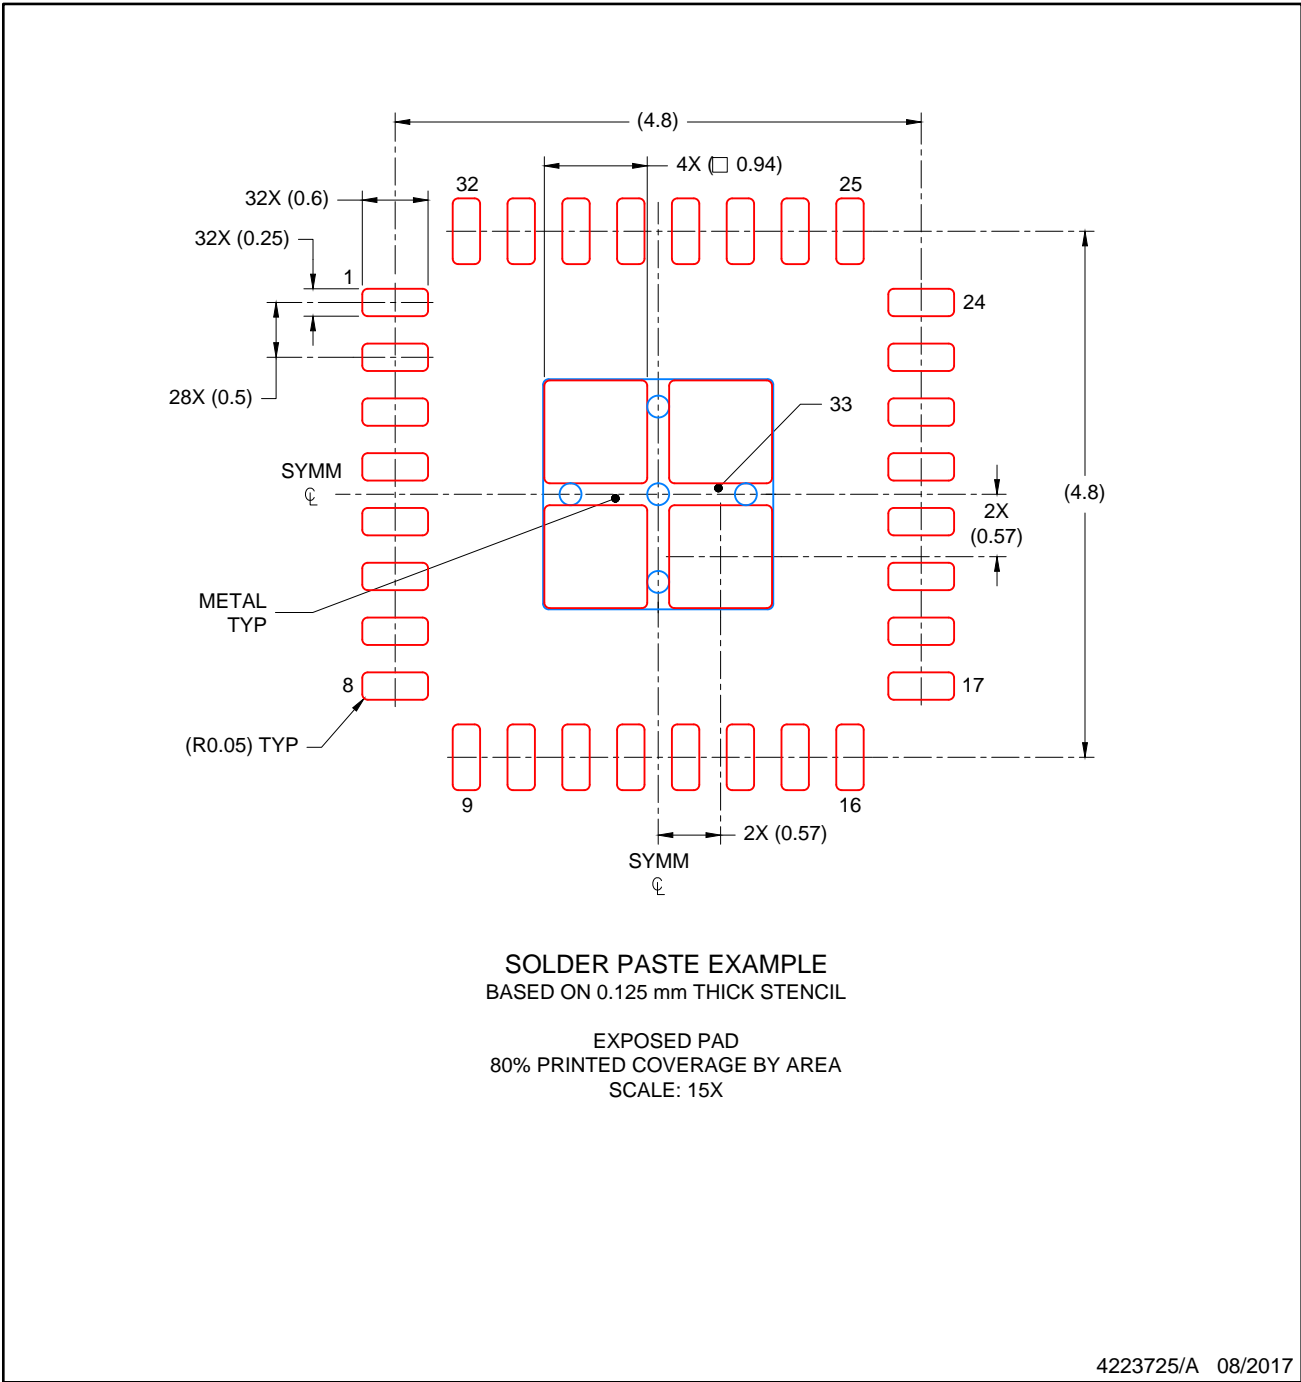 (4.8)
4X (□ 0.94)
32X (0.6)
32
25
32X (0.25)
1
24
28X (0.5)
33
SYMM
℄
(4.8)
2X
(0.57)
METAL
TYP
8
17
(R0.05) TYP
9
16
2X (0.57)
SYMM
℄
SOLDER PASTE EXAMPLE
BASED ON 0.125 mm THICK STENCIL
EXPOSED PAD
80% PRINTED COVERAGE BY AREA
SCALE: 15X
4223725/A 08/2017